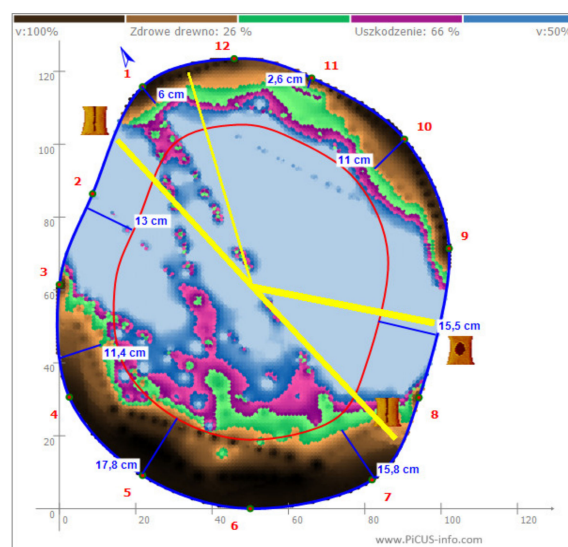 v:100% Zdrowe drewno: 26 % Uszkodzenie: 66 % v:50%
12
1
11
2,6 cm
120
6 cm
10
100
11 cm
2
80
13 cm
9
3
60
15,5 cm
11,4 cm
40
8
4
20
17,8 cm
15,8 cm
5
7
6
0
0 20 40 60 80 100 120
www.PiCUS-info.com